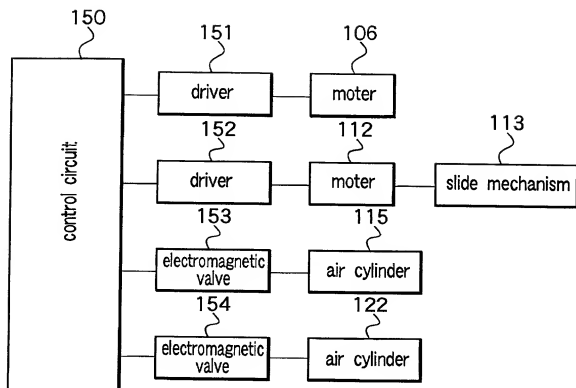 150
151
106
driver
moter
152
112
113
driver
moter
slide mechanism
control circuit
153
115
electromagnetic
valve
air cylinder
154
122
electromagnetic
valve
air cylinder